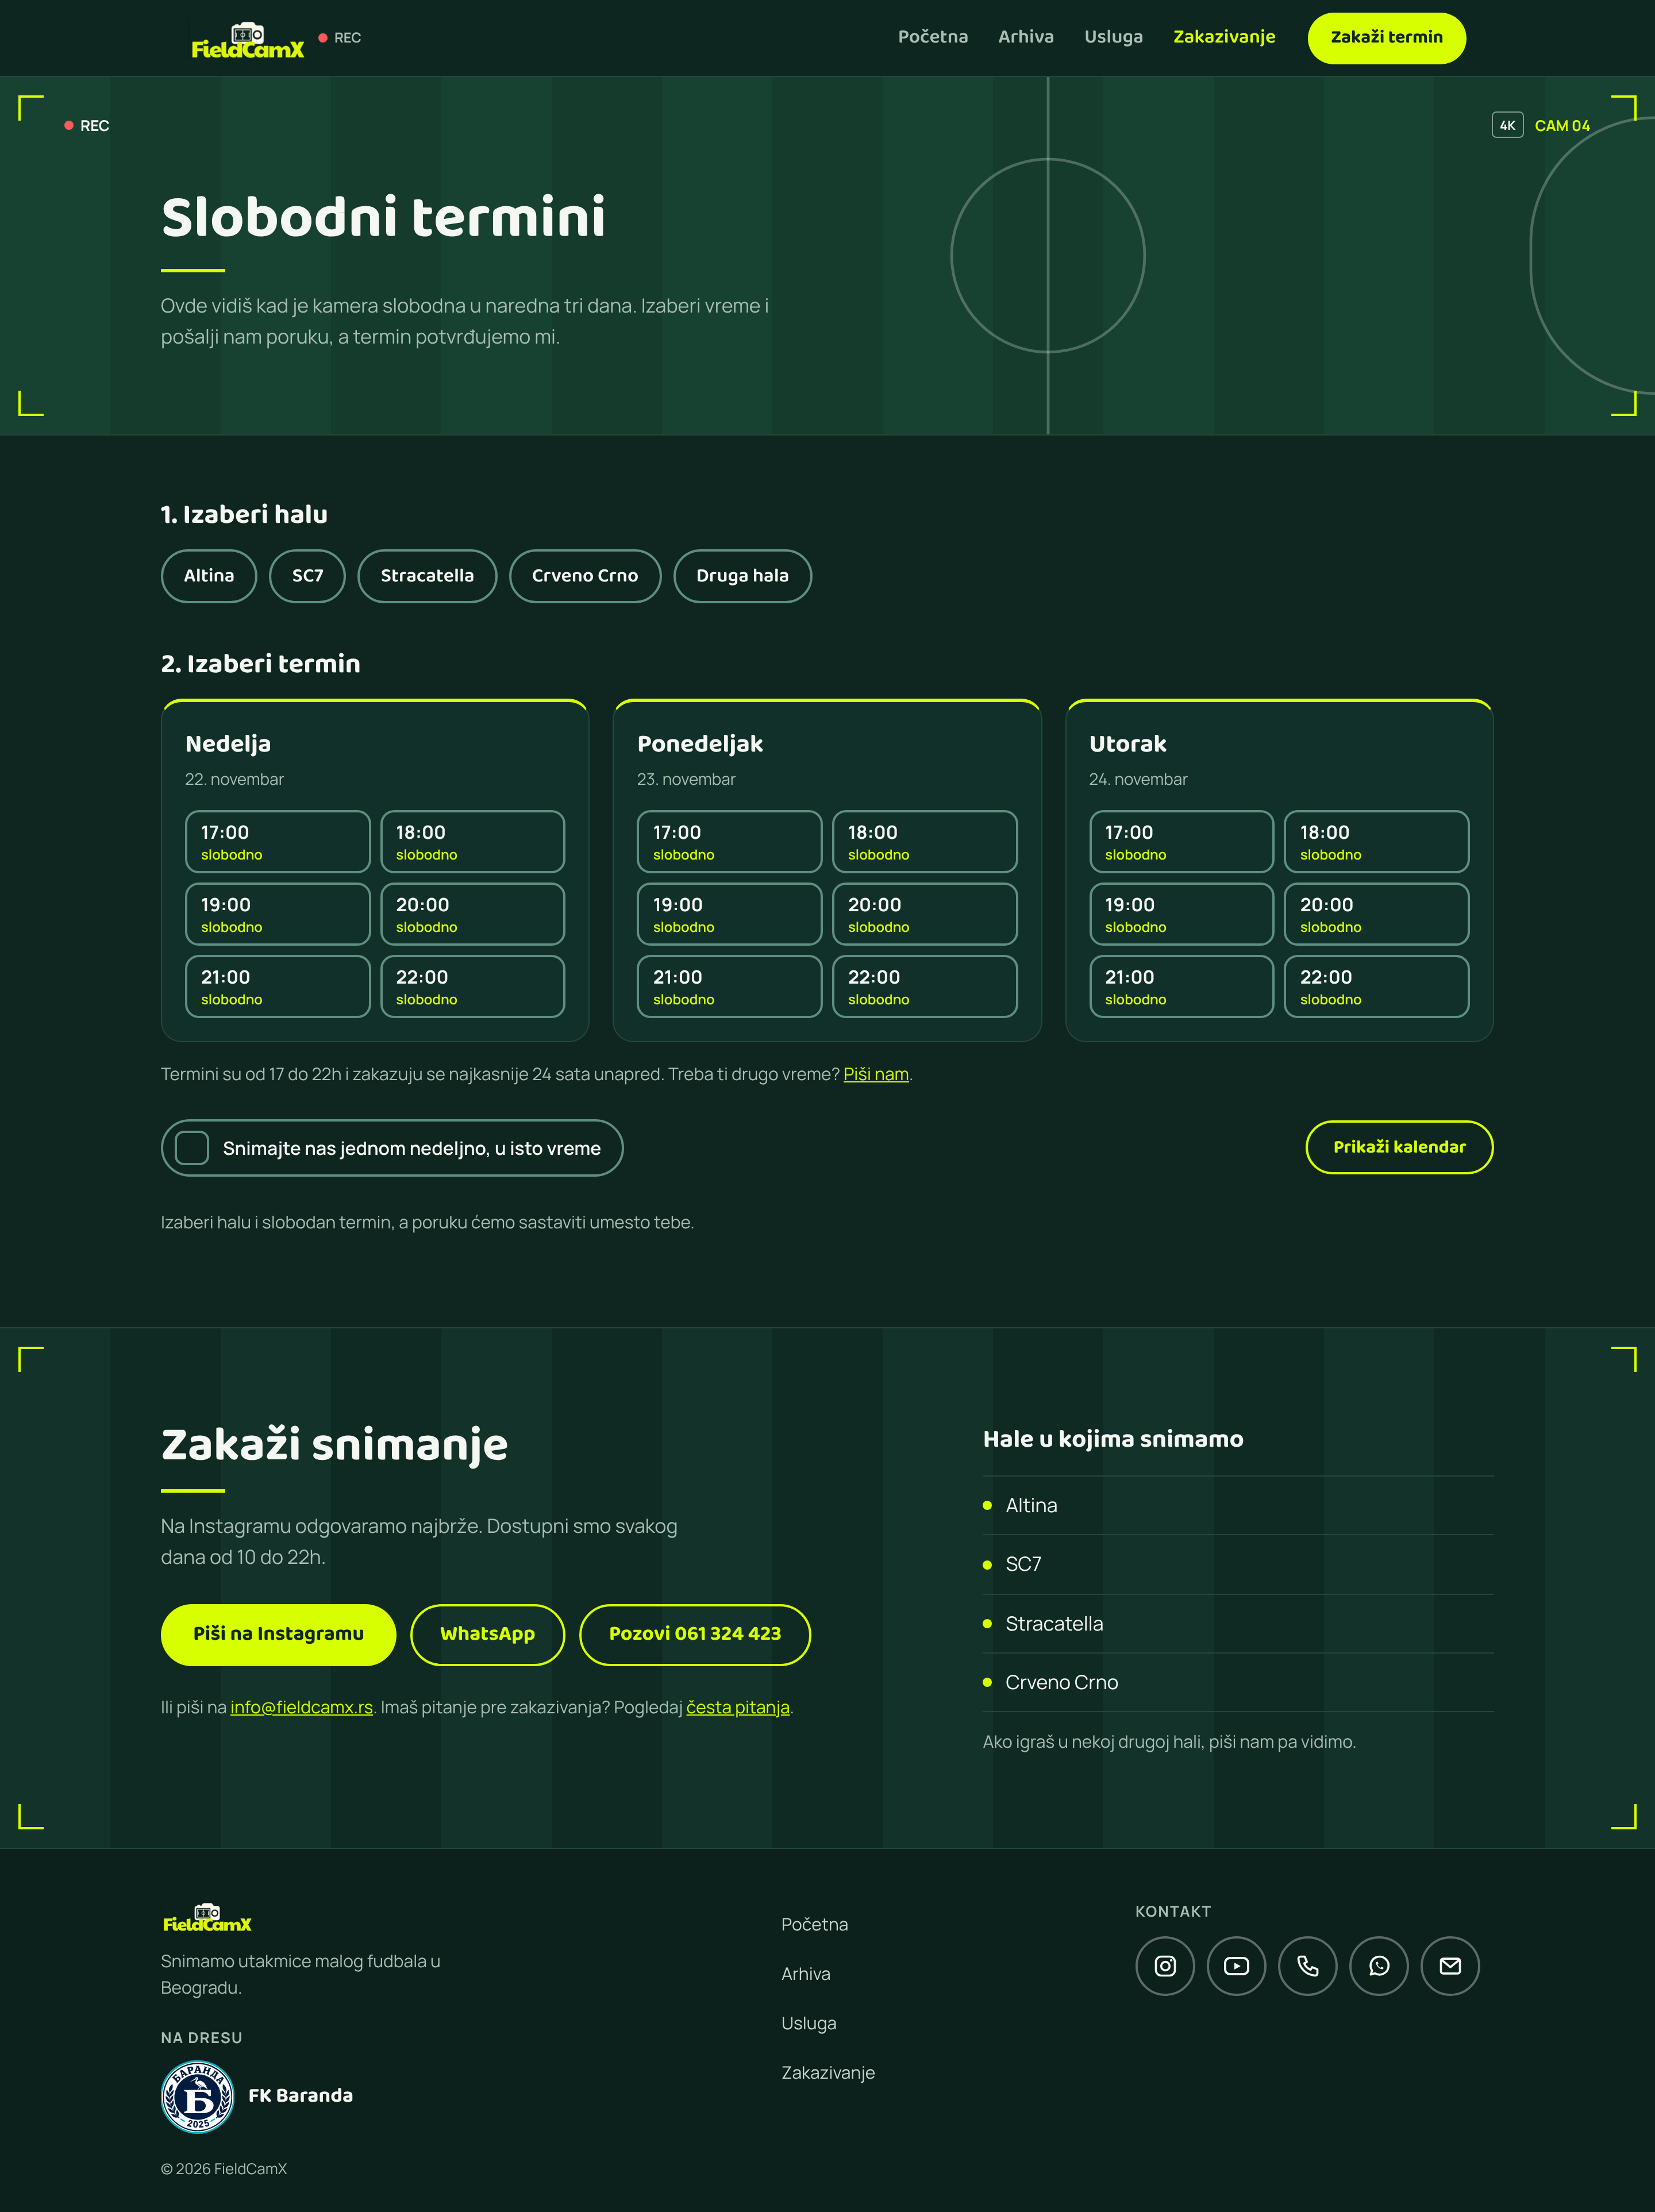 FieldCamX
REC
Početna
Arhiva
Usluga
Zakazivanje
Zakaži termin
REC
4K
CAM 04
Slobodni termini
Ovde vidiš kad je kamera slobodna u naredna tri dana. Izaberi vreme i
pošalji nam poruku, a termin potvrđujemo mi.
1. Izaberi halu
Altina
SC7
Stracatella
Crveno Crno
Druga hala
2. Izaberi termin
Nedelja
22. novembar
17:00
slobodno
18:00
slobodno
19:00
slobodno
20:00
slobodno
21:00
slobodno
22:00
slobodno
Ponedeljak
23. novembar
17:00
slobodno
18:00
slobodno
19:00
slobodno
20:00
slobodno
21:00
slobodno
22:00
slobodno
Utorak
24. novembar
17:00
slobodno
18:00
slobodno
19:00
slobodno
20:00
slobodno
21:00
slobodno
22:00
slobodno
Termini su od 17 do 22h i zakazuju se najkasnije 24 sata unapred. Treba ti drugo vreme? Piši nam.
Snimajte nas jednom nedeljno, u isto vreme
Prikaži kalendar
Izaberi halu i slobodan termin, a poruku ćemo sastaviti umesto tebe.
Zakaži snimanje
Na Instagramu odgovaramo najbrže. Dostupni smo svakog
dana od 10 do 22h.
Piši na Instagramu
WhatsApp
Pozovi 061 324 423
Ili piši na info@fieldcamx.rs. Imaš pitanje pre zakazivanja? Pogledaj česta pitanja.
Hale u kojima snimamo
Altina
SC7
Stracatella
Crveno Crno
Ako igraš u nekoj drugoj hali, piši nam pa vidimo.
FieldCamX
Snimamo utakmice malog fudbala u
Beogradu.
NA DRESU
БАРАНДА
Б
2025
FK Baranda
© 2026 FieldCamX
Početna
Arhiva
Usluga
Zakazivanje
KONTAKT